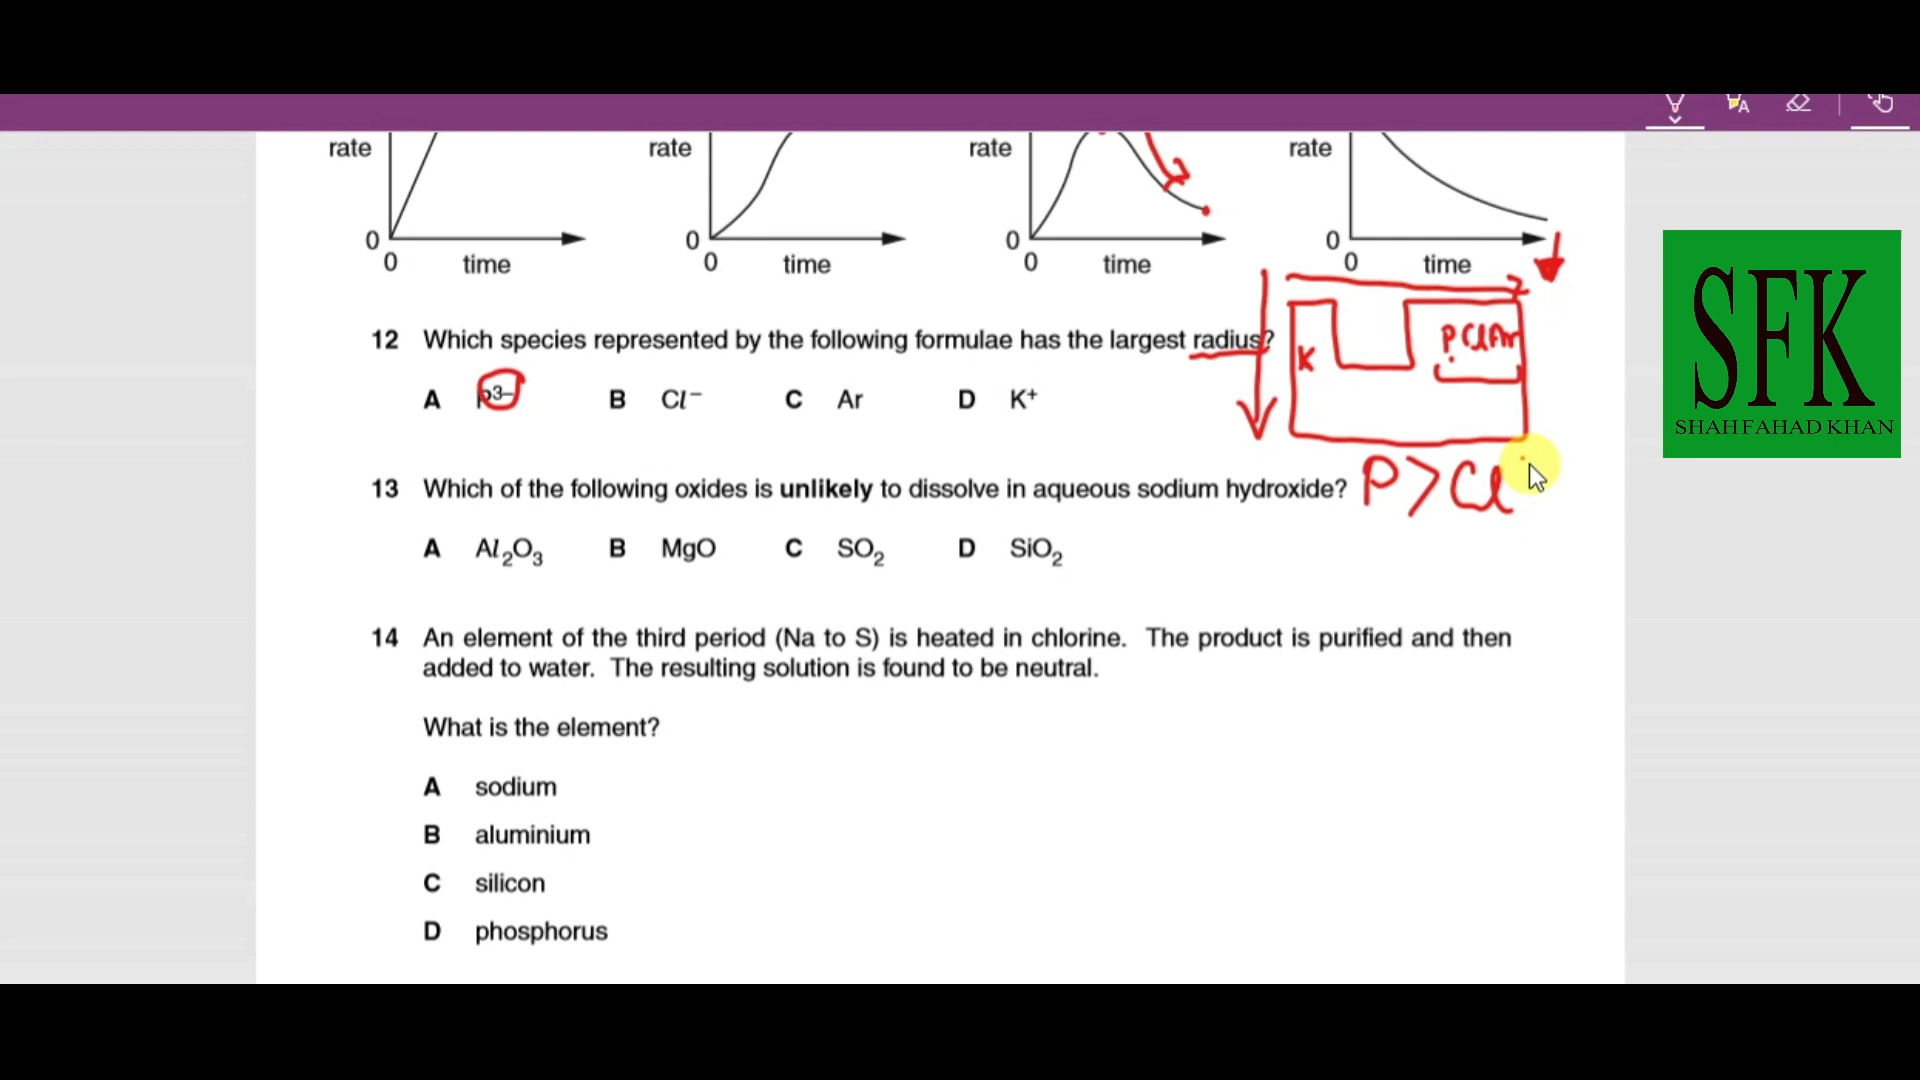 rate rate rate rate
0 0 0 0
0 time 0 time 0 time 0 time
12 Which species represented by the following formulae has the largest radius?
K P Cl Ar
A P³⁻ B Cl⁻ C Ar D K⁺
SFK
SHAH FAHAD KHAN
13 Which of the following oxides is unlikely to dissolve in aqueous sodium hydroxide?
P > Cl
A Al₂O₃ B MgO C SO₂ D SiO₂
14 An element of the third period (Na to S) is heated in chlorine. The product is purified and then
added to water. The resulting solution is found to be neutral.
What is the element?
A sodium
B aluminium
C silicon
D phosphorus